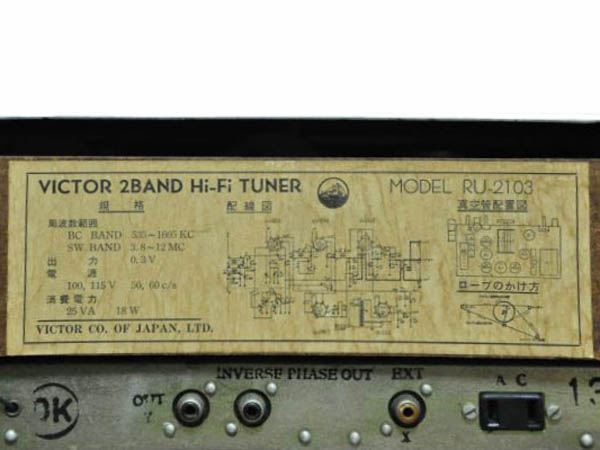 VICTOR 2BAND Hi-Fi TUNER
MODEL RU-2103
規格
配線図
真空管配置図
周波数範囲
BC BAND 535~1605 KC
SW BAND 3.8~12 MC
出力 0.3V
電源
100, 115V 50, 60 c/s
消費電力
25 VA 18 W
ロープのかけ方
VICTOR CO. OF JAPAN, LTD.
INVERSE PHASE OUT
EXT
AC
13
OK
OUT
Y
X